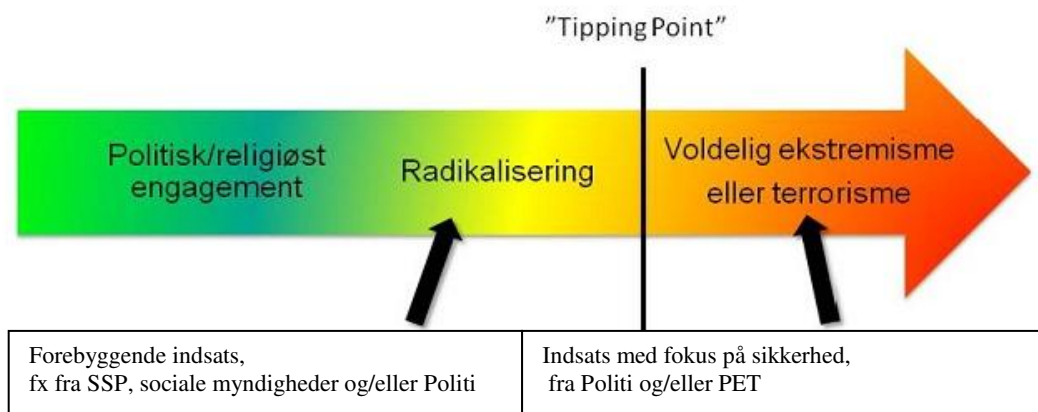 ”Tipping Point”
Politisk/religiøst
engagement
Radikalisering
Voldelig ekstremisme
eller terrorisme
Forebyggende indsats,
fx fra SSP, sociale myndigheder og/eller Politi
Indsats med fokus på sikkerhed,
fra Politi og/eller PET